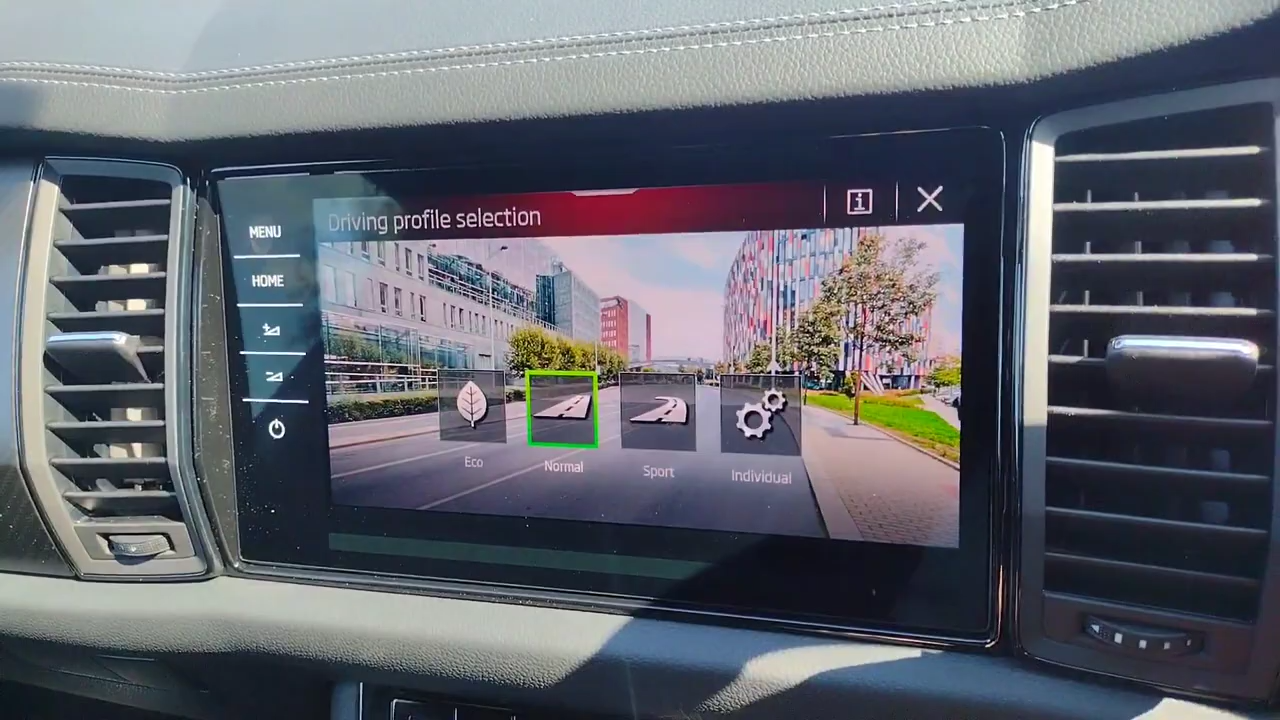 Driving profile selection
MENU
HOME
Eco
Normal
Sport
Individual